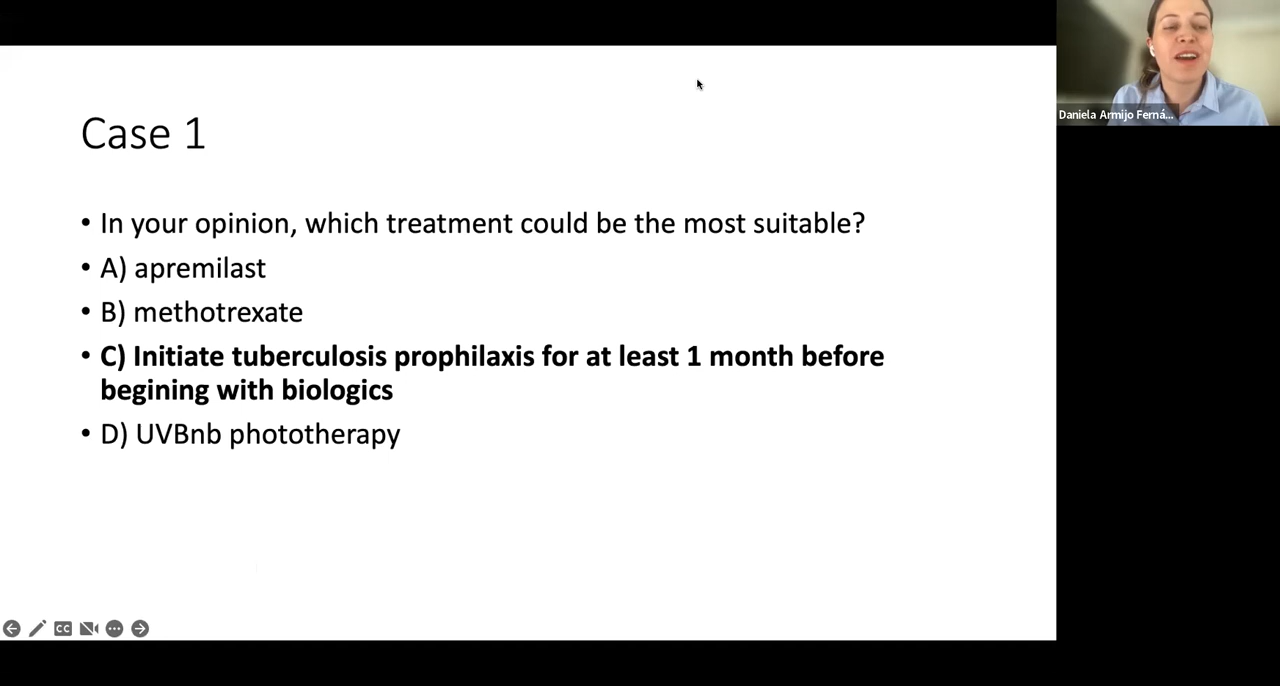 Daniela Armijo Ferná...
Case 1
• In your opinion, which treatment could be the most suitable?
• A) apremilast
• B) methotrexate
• C) Initiate tuberculosis prophilaxis for at least 1 month before
begining with biologics
• D) UVBnb phototherapy
CC